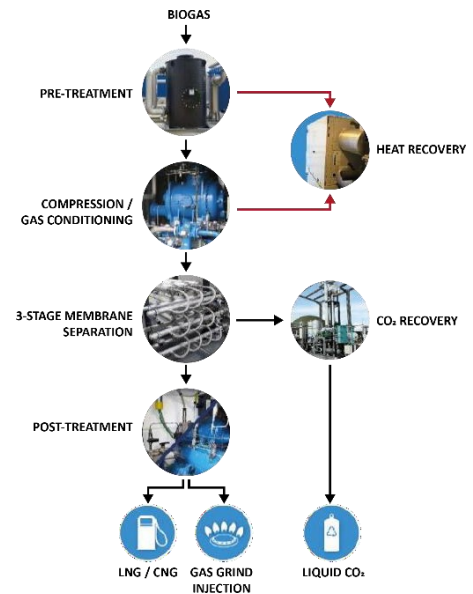 BIOGAS
PRE-TREATMENT
HEAT RECOVERY
COMPRESSION /
GAS CONDITIONING
3-STAGE MEMBRANE
SEPARATION
CO₂ RECOVERY
POST-TREATMENT
LNG / CNG
GAS GRIND
INJECTION
LIQUID CO₂